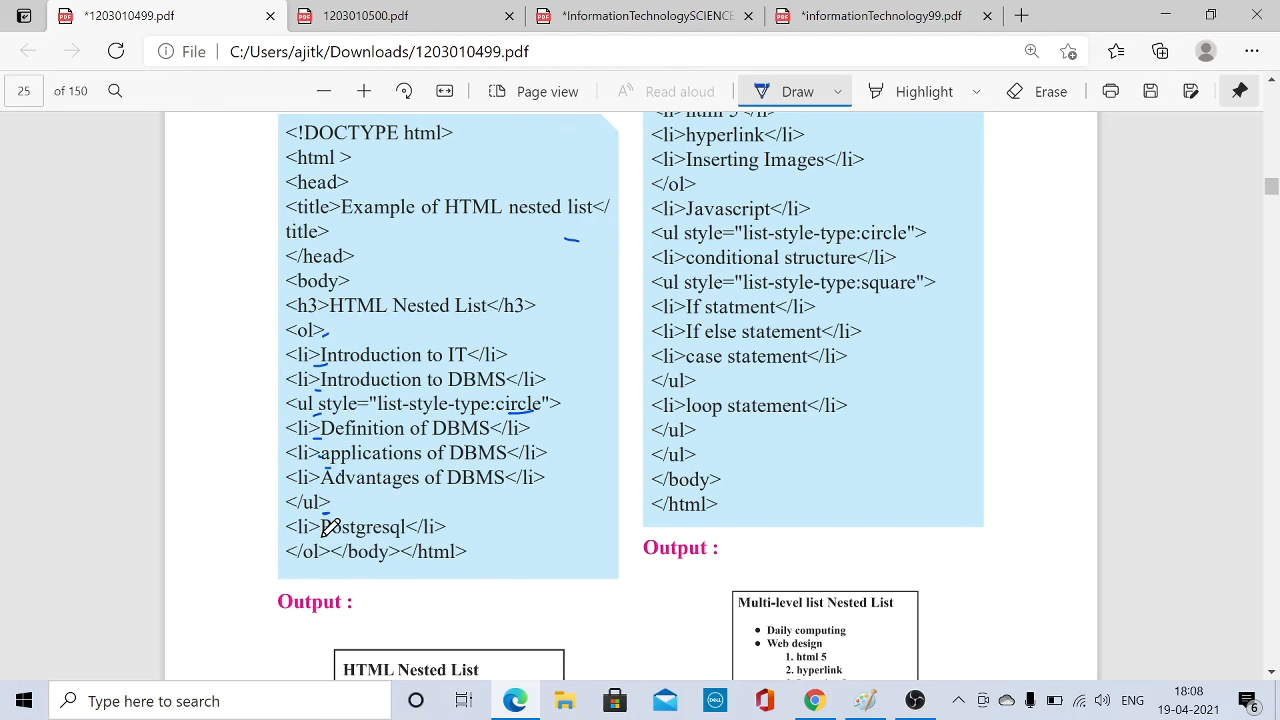 File
C:/Users/ajitk/Downloads/1203010499.pdf
25
of 150
Page view
Read aloud
Draw
Highlight
Erase
<!DOCTYPE html>
<html >
<head>
<title>Example of HTML nested list</
title>
</head>
<body>
<h3>HTML Nested List</h3>
<ol>
<li>Introduction to IT</li>
<li>Introduction to DBMS</li>
<ul style="list-style-type:circle">
<li>Definition of DBMS</li>
<li>applications of DBMS</li>
<li>Advantages of DBMS</li>
</ul>
<li>Postgresql</li>
</ol></body></html>
Output :
HTML Nested List
<li>html 5</li>
<li>hyperlink</li>
<li>Inserting Images</li>
</ol>
<li>Javascript</li>
<ul style="list-style-type:circle">
<li>conditional structure</li>
<ul style="list-style-type:square">
<li>If statment</li>
<li>If else statement</li>
<li>case statement</li>
</ul>
<li>loop statement</li>
</ul>
</ul>
</body>
</html>
Output :
Multi-level list Nested List
● Daily computing
● Web design
1. html 5
2. hyperlink
Type here to search
ENG
18:08
19-04-2021
6